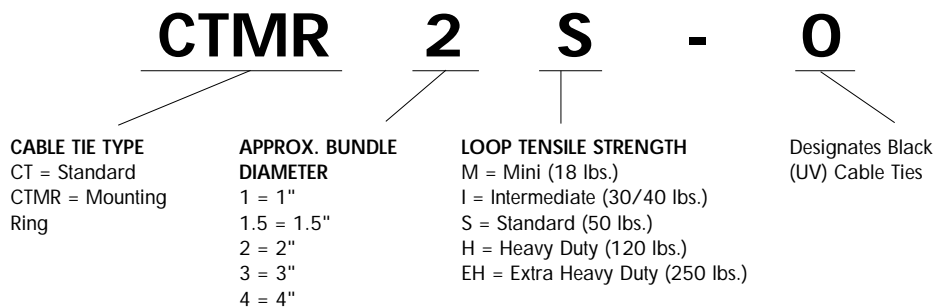 CTMR 2 S - 0
CABLE TIE TYPE
CT = Standard
CTMR = Mounting
Ring
APPROX. BUNDLE
DIAMETER
1 = 1"
1.5 = 1.5"
2 = 2"
3 = 3"
4 = 4"
LOOP TENSILE STRENGTH
M = Mini (18 lbs.)
I = Intermediate (30/40 lbs.)
S = Standard (50 lbs.)
H = Heavy Duty (120 lbs.)
EH = Extra Heavy Duty (250 lbs.)
Designates Black
(UV) Cable Ties